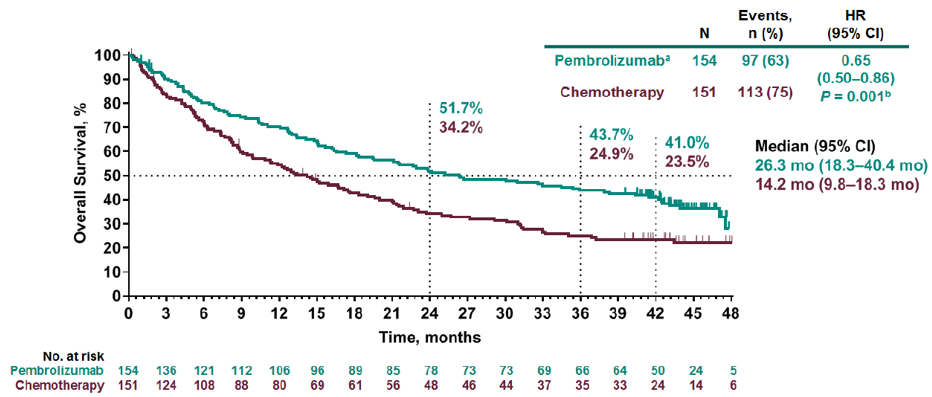 Events, HR
N n (%) (95% CI)
Pembrolizumabᵃ 154 97 (63) 0.65
(0.50–0.86)
Chemotherapy 151 113 (75) P = 0.001ᵇ
Overall Survival, %
100
90
80
70
60
50
40
30
20
10
0
51.7%
34.2%
43.7%
24.9%
41.0%
23.5%
Median (95% CI)
26.3 mo (18.3–40.4 mo)
14.2 mo (9.8–18.3 mo)
0 3 6 9 12 15 18 21 24 27 30 33 36 39 42 45 48
Time, months
No. at risk
Pembrolizumab 154 136 121 112 106 96 89 85 78 73 73 69 66 64 50 24 5
Chemotherapy 151 124 108 88 80 69 61 56 48 46 44 37 35 33 24 14 6